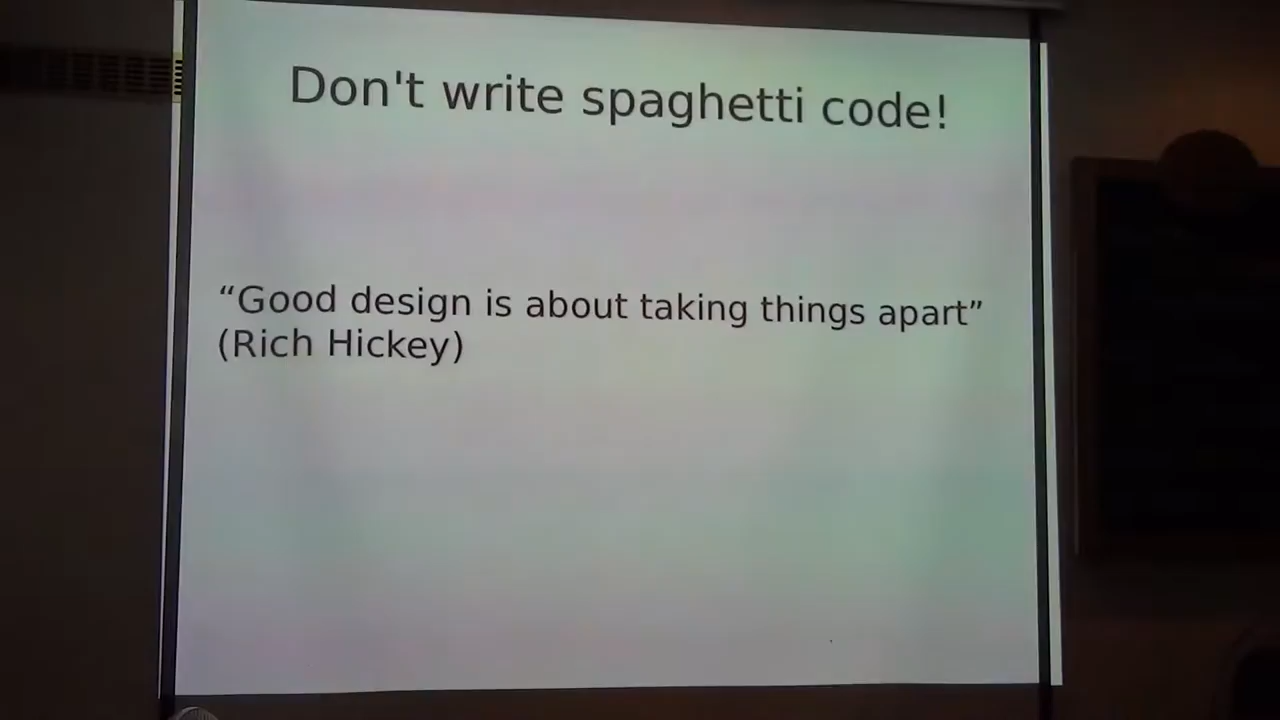 Don't write spaghetti code!
“Good design is about taking things apart”
(Rich Hickey)